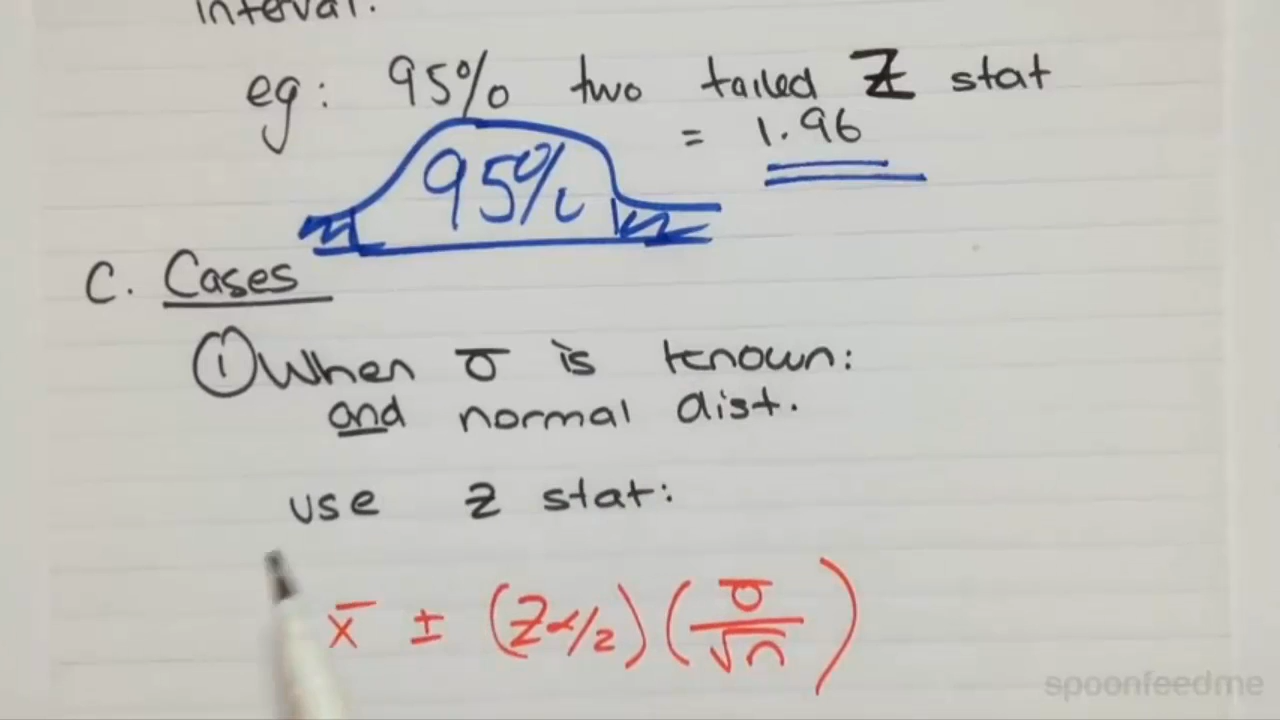 interval.
eg: 95% two tailed Z stat
= 1.96
95%
C. Cases
① When σ is known:
and normal dist.
use z stat:
x̄ ± (Zα/2) (σ/√n)
spoonfeedme